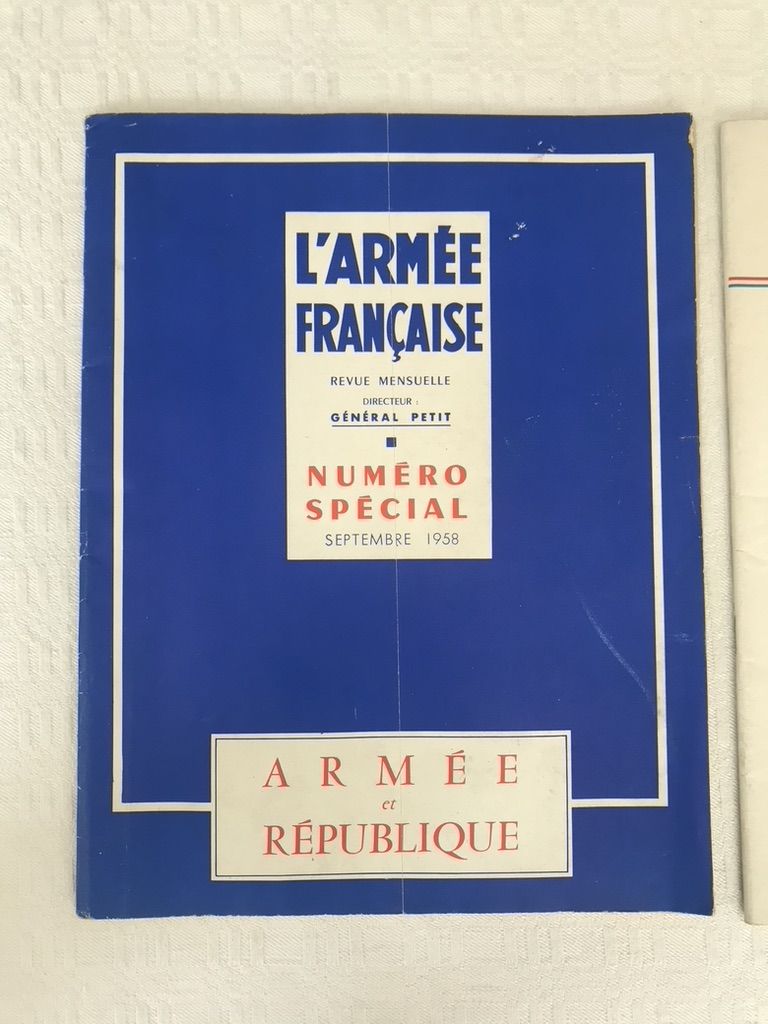 L'ARMÉE
FRANÇAISE
REVUE MENSUELLE
DIRECTEUR :
GÉNÉRAL PETIT
NUMÉRO
SPÉCIAL
SEPTEMBRE 1958
ARMÉE
et
RÉPUBLIQUE